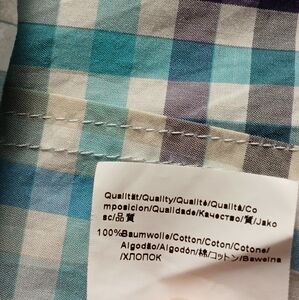 Qualität/Quality/Qualité/Qualità/Co
mposicion/Qualidade/Качество/質/Jako
sc/品質
100%Baumwolle/Cotton/Coton/Cotone/
Algodão/Algodón/棉/コットン/Bawelna
/ХЛОПОК